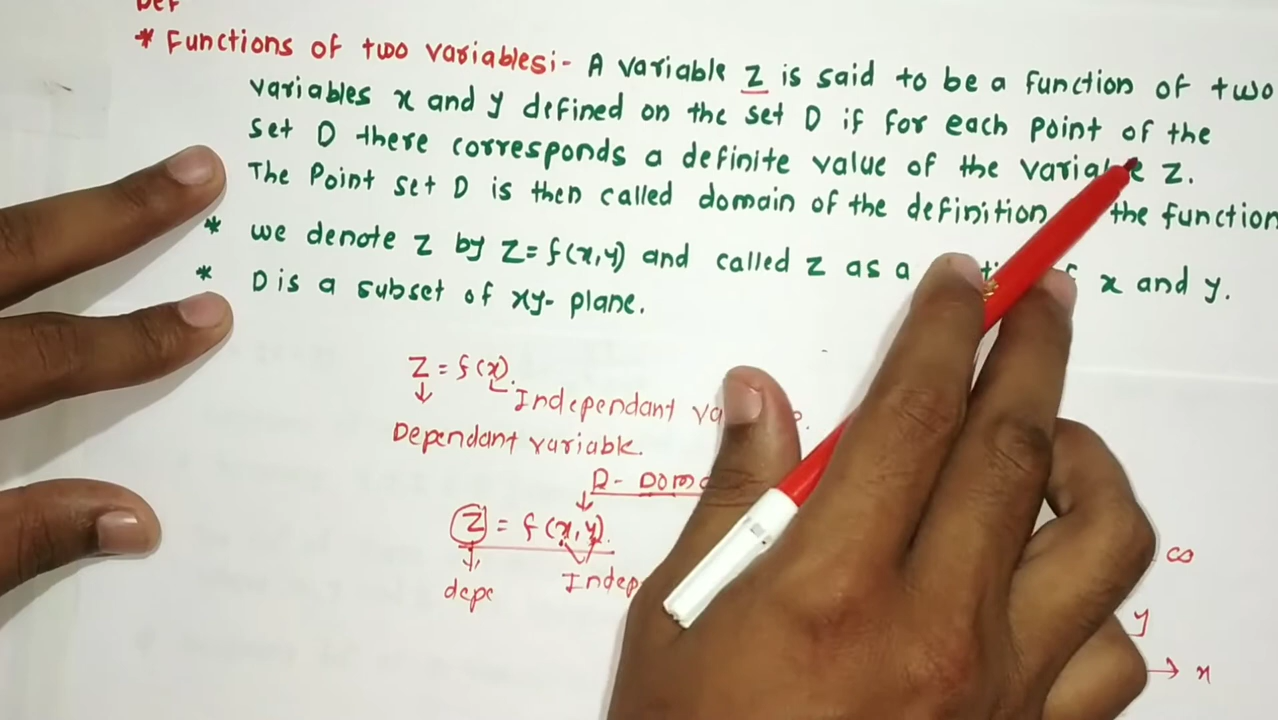 Def
* Functions of two variables:- A variable z is said to be a function of two
variables x and y defined on the set D if for each point of the
set D there corresponds a definite value of the variable z.
The Point set D is then called domain of the definition the function
* we denote z by z=f(x,y) and called z as a x and y.
* D is a subset of xy-plane.
z = f(x).
Independant
Dependant variable.
D-
z = f(x,y).
depe Indep
co
y
x